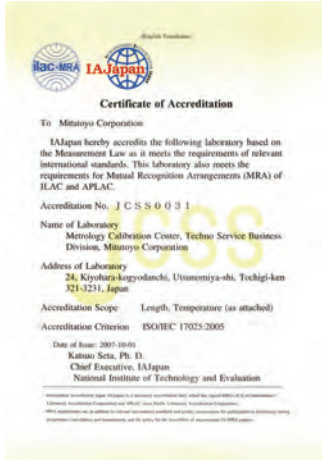 (English Translation)
ilac-MRA IAJapan
Certificate of Accreditation
To Mitutoyo Corporation
IAJapan hereby accredits the following laboratory based on
the Measurement Law as it meets the requirements of relevant
international standards. This laboratory also meets the
requirements for Mutual Recognition Arrangements (MRA) of
ILAC and APLAC.
Accreditation No. J C S S 0 0 3 1
Name of Laboratory
Metrology Calibration Center, Techno Service Business
Division, Mitutoyo Corporation
Address of Laboratory
24, Kiyohara-kogyodanchi, Utsunomiya-shi, Tochigi-ken
321-3231, Japan
Accreditation Scope Length, Temperature (as attached)
Accreditation Criterion ISO/IEC 17025:2005
Date of Issue: 2007-10-01
Katsuo Seta, Ph. D.
Chief Executive, IAJapan
National Institute of Technology and Evaluation